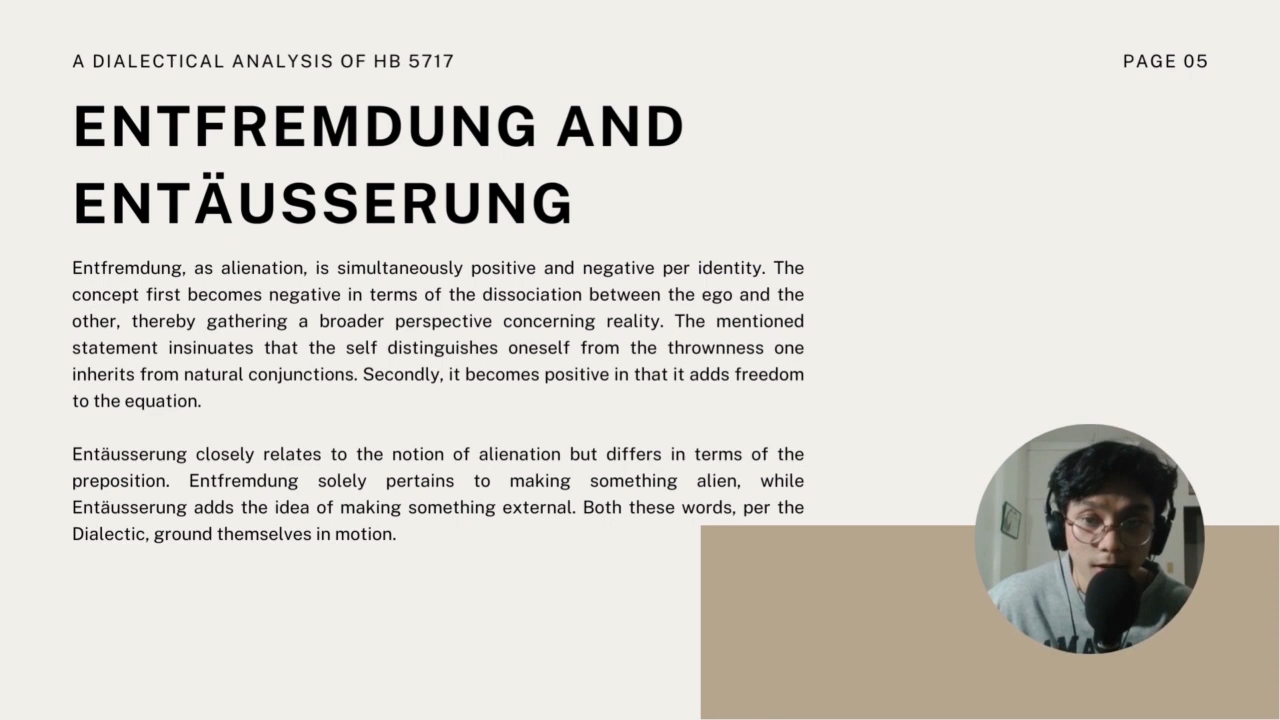 A DIALECTICAL ANALYSIS OF HB 5717
PAGE 05
ENTFREMDUNG AND
ENTÄUSSERUNG
Entfremdung, as alienation, is simultaneously positive and negative per identity. The
concept first becomes negative in terms of the dissociation between the ego and the
other, thereby gathering a broader perspective concerning reality. The mentioned
statement insinuates that the self distinguishes oneself from the thrownness one
inherits from natural conjunctions. Secondly, it becomes positive in that it adds freedom
to the equation.
Entäusserung closely relates to the notion of alienation but differs in terms of the
preposition. Entfremdung solely pertains to making something alien, while
Entäusserung adds the idea of making something external. Both these words, per the
Dialectic, ground themselves in motion.